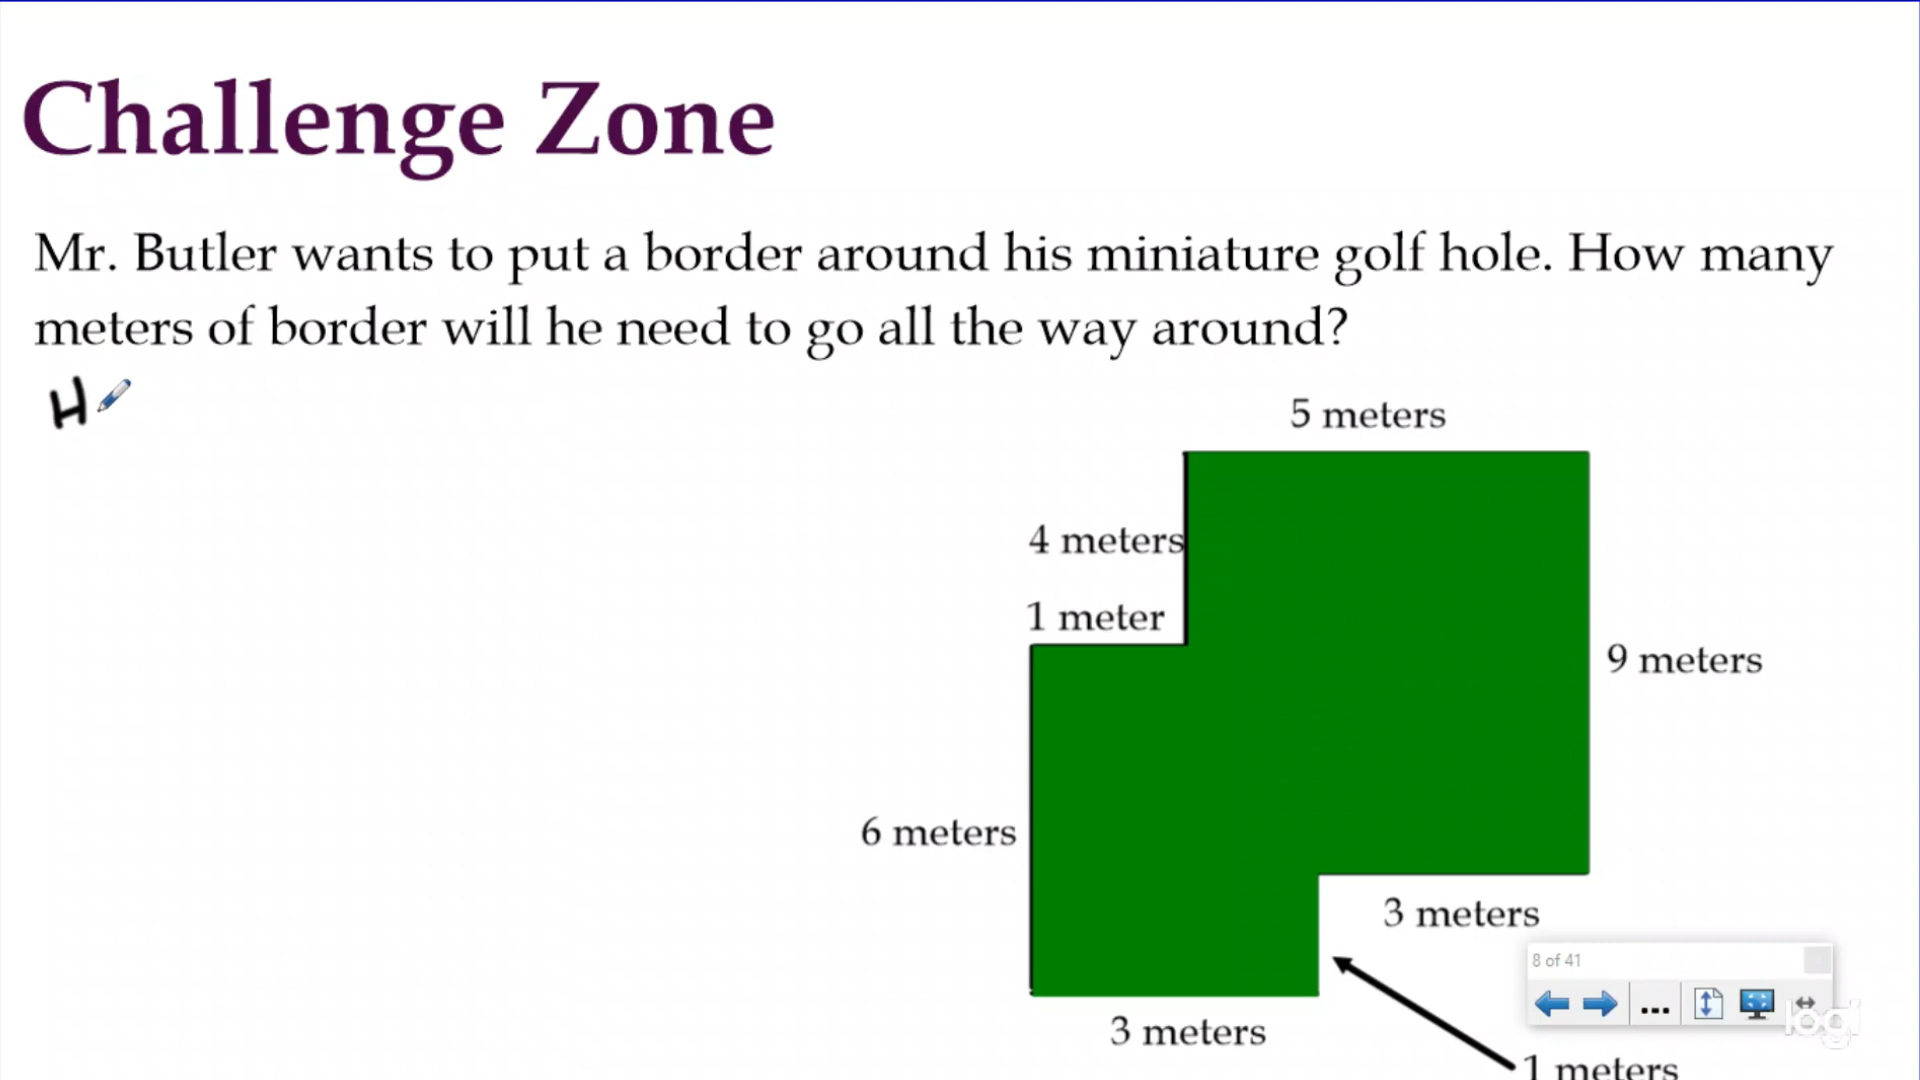 Challenge Zone
Mr. Butler wants to put a border around his miniature golf hole. How many
meters of border will he need to go all the way around?
H
5 meters
4 meters
1 meter
9 meters
6 meters
3 meters
8 of 41
3 meters
1 meters
logi